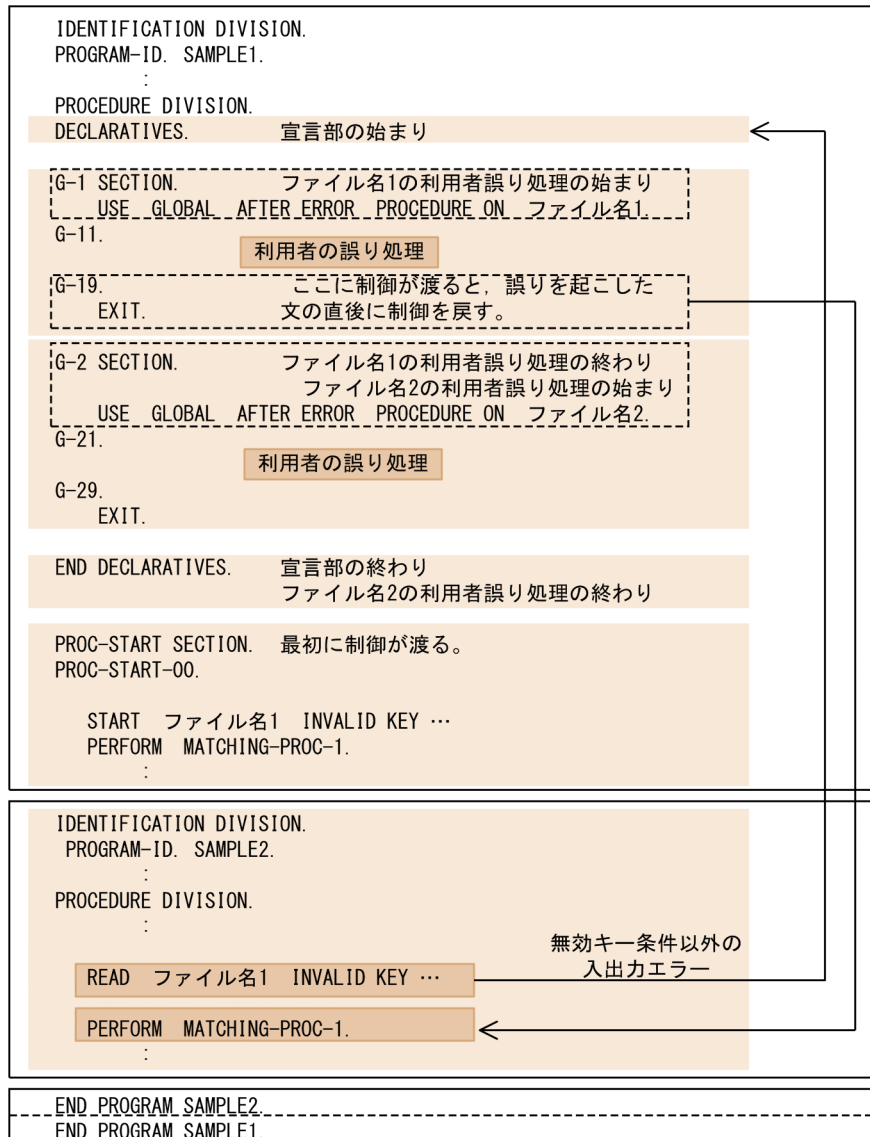 IDENTIFICATION DIVISION.
PROGRAM-ID. SAMPLE1.
:
PROCEDURE DIVISION.
DECLARATIVES. 宣言部の始まり
G-1 SECTION. ファイル名1の利用者誤り処理の始まり
USE GLOBAL AFTER ERROR PROCEDURE ON ファイル名1.
G-11.
利用者の誤り処理
G-19. ここに制御が渡ると，誤りを起こした
EXIT. 文の直後に制御を戻す。
G-2 SECTION. ファイル名1の利用者誤り処理の終わり
ファイル名2の利用者誤り処理の始まり
USE GLOBAL AFTER ERROR PROCEDURE ON ファイル名2.
G-21.
利用者の誤り処理
G-29.
EXIT.
END DECLARATIVES. 宣言部の終わり
ファイル名2の利用者誤り処理の終わり
PROC-START SECTION. 最初に制御が渡る。
PROC-START-00.
START ファイル名1 INVALID KEY …
PERFORM MATCHING-PROC-1.
:
IDENTIFICATION DIVISION.
PROGRAM-ID. SAMPLE2.
:
PROCEDURE DIVISION.
:
無効キー条件以外の
入出力エラー
READ ファイル名1 INVALID KEY …
PERFORM MATCHING-PROC-1.
:
END PROGRAM SAMPLE2.
END PROGRAM SAMPLE1.